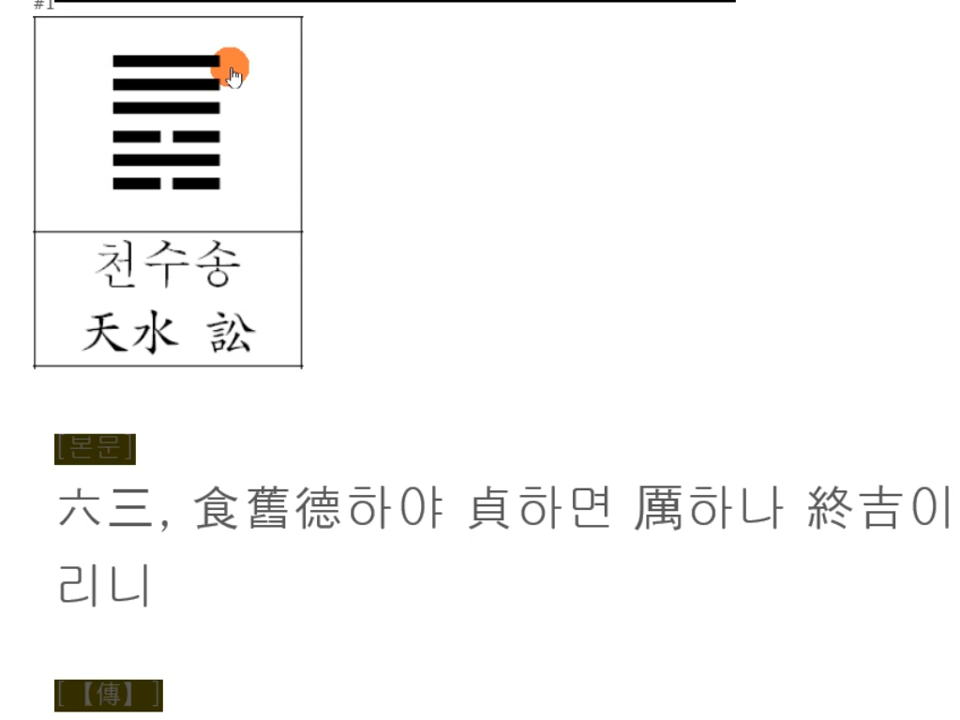 #1
천수송
天水 訟
[본문]
六三, 食舊德하야 貞하면 厲하나 終吉이
리니
[【傳】]